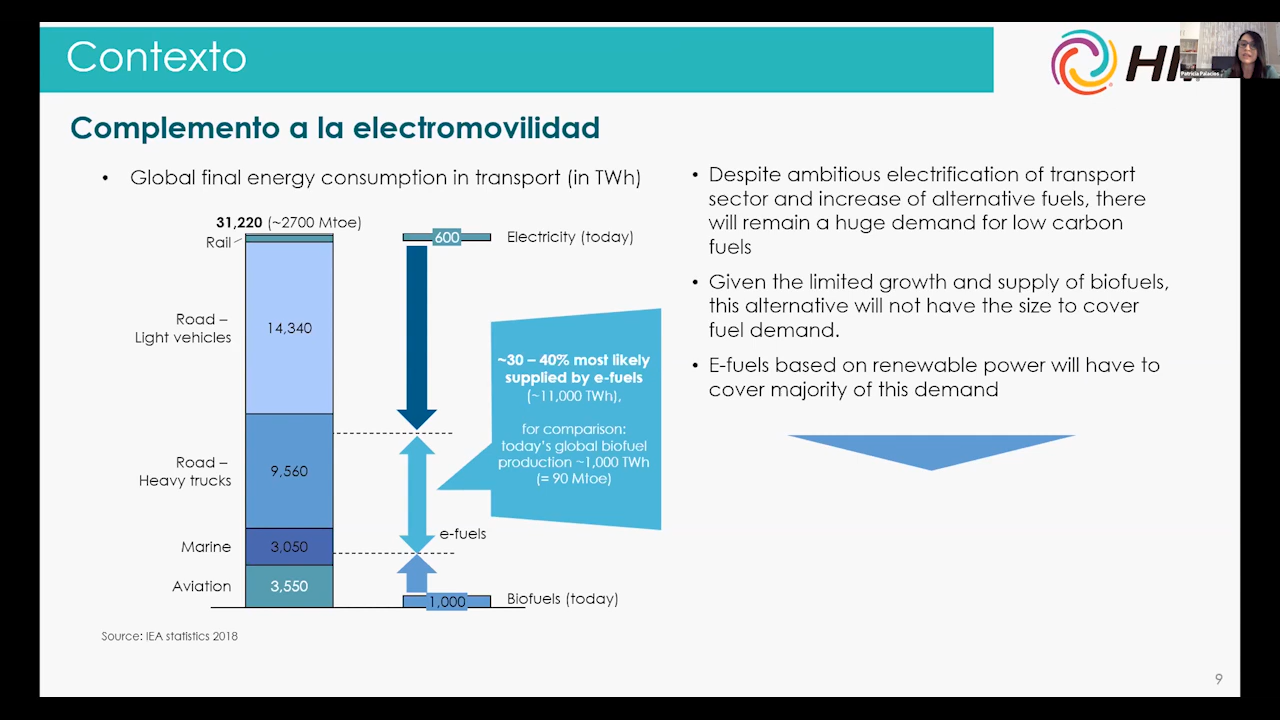 Contexto
HI
Patricia Palacios
Complemento a la electromovilidad
• Global final energy consumption in transport (in TWh)
31,220 (~2700 Mtoe)
Rail
Road –
Light vehicles
14,340
Road –
Heavy trucks
9,560
Marine
3,050
Aviation
3,550
600
Electricity (today)
~30 – 40% most likely
supplied by e-fuels
(~11,000 TWh),
for comparison:
today's global biofuel
production ~1,000 TWh
(= 90 Mtoe)
e-fuels
1,000
Biofuels (today)
Source: IEA statistics 2018
• Despite ambitious electrification of transport
sector and increase of alternative fuels, there
will remain a huge demand for low carbon
fuels
• Given the limited growth and supply of biofuels,
this alternative will not have the size to cover
fuel demand.
• E-fuels based on renewable power will have to
cover majority of this demand
9